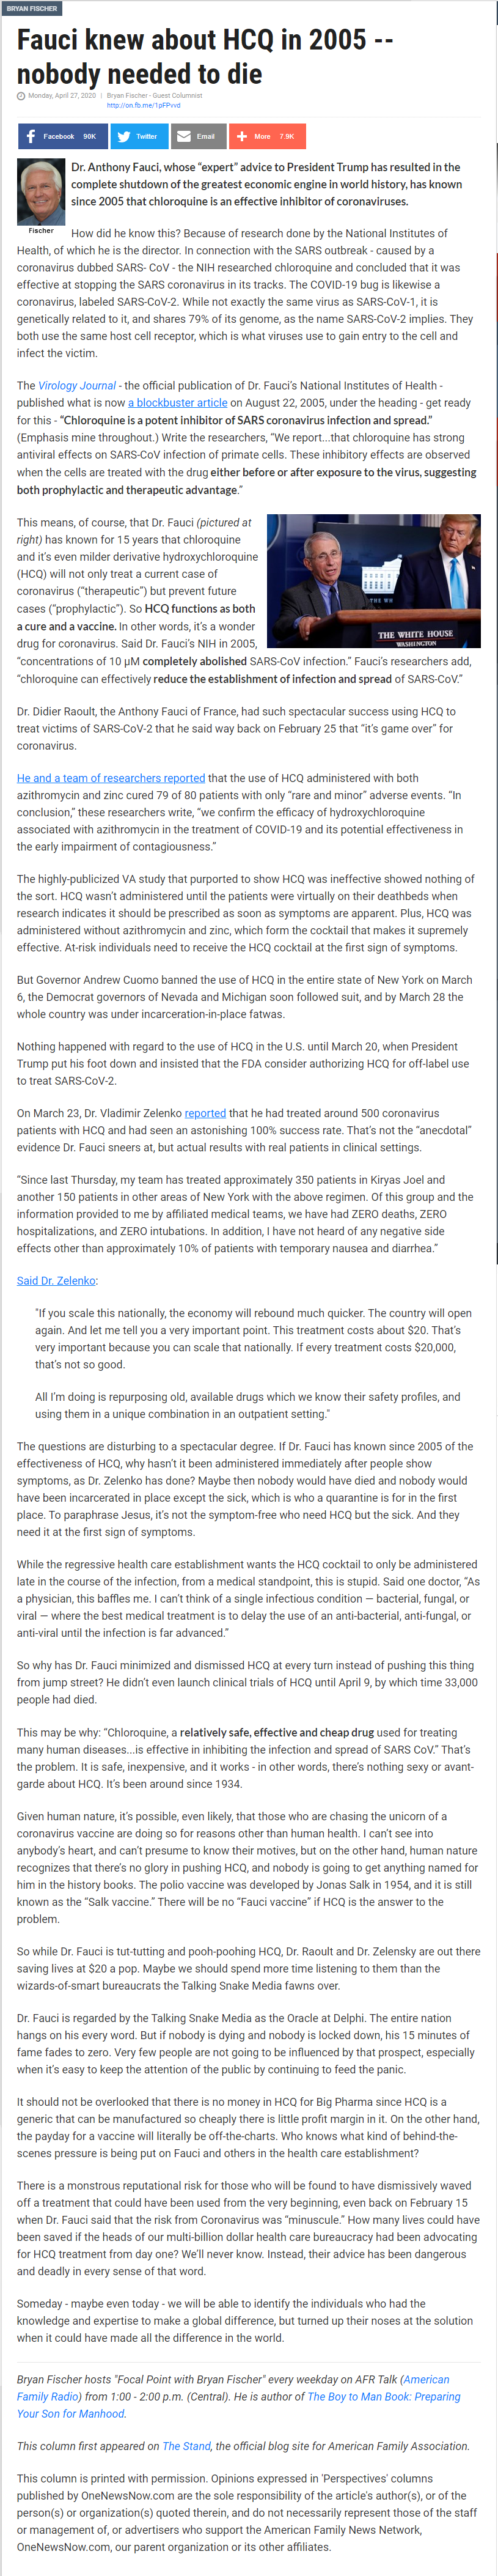 BRYAN FISCHER
Fauci knew about HCQ in 2005 --
nobody needed to die
Monday, April 27, 2020 | Bryan Fischer - Guest Columnist
http://on.fb.me/1pFPvvd
Facebook 90K Twitter Email More 7.9K
Dr. Anthony Fauci, whose “expert” advice to President Trump has resulted in the
complete shutdown of the greatest economic engine in world history, has known
since 2005 that chloroquine is an effective inhibitor of coronaviruses.
Fischer
How did he know this? Because of research done by the National Institutes of
Health, of which he is the director. In connection with the SARS outbreak - caused by a
coronavirus dubbed SARS- CoV - the NIH researched chloroquine and concluded that it was
effective at stopping the SARS coronavirus in its tracks. The COVID-19 bug is likewise a
coronavirus, labeled SARS-CoV-2. While not exactly the same virus as SARS-CoV-1, it is
genetically related to it, and shares 79% of its genome, as the name SARS-CoV-2 implies. They
both use the same host cell receptor, which is what viruses use to gain entry to the cell and
infect the victim.
The Virology Journal - the official publication of Dr. Fauci’s National Institutes of Health -
published what is now a blockbuster article on August 22, 2005, under the heading - get ready
for this - “Chloroquine is a potent inhibitor of SARS coronavirus infection and spread.”
(Emphasis mine throughout.) Write the researchers, “We report...that chloroquine has strong
antiviral effects on SARS-CoV infection of primate cells. These inhibitory effects are observed
when the cells are treated with the drug either before or after exposure to the virus, suggesting
both prophylactic and therapeutic advantage.”
This means, of course, that Dr. Fauci (pictured at
right) has known for 15 years that chloroquine
and it’s even milder derivative hydroxychloroquine
(HCQ) will not only treat a current case of
coronavirus (“therapeutic”) but prevent future
cases (“prophylactic”). So HCQ functions as both
a cure and a vaccine. In other words, it’s a wonder
drug for coronavirus. Said Dr. Fauci’s NIH in 2005,
THE WHITE HOUSE
WASHINGTON
“concentrations of 10 μM completely abolished SARS-CoV infection.” Fauci’s researchers add,
“chloroquine can effectively reduce the establishment of infection and spread of SARS-CoV.”
Dr. Didier Raoult, the Anthony Fauci of France, had such spectacular success using HCQ to
treat victims of SARS-CoV-2 that he said way back on February 25 that “it’s game over” for
coronavirus.
He and a team of researchers reported that the use of HCQ administered with both
azithromycin and zinc cured 79 of 80 patients with only “rare and minor” adverse events. “In
conclusion,” these researchers write, “we confirm the efficacy of hydroxychloroquine
associated with azithromycin in the treatment of COVID-19 and its potential effectiveness in
the early impairment of contagiousness.”
The highly-publicized VA study that purported to show HCQ was ineffective showed nothing of
the sort. HCQ wasn’t administered until the patients were virtually on their deathbeds when
research indicates it should be prescribed as soon as symptoms are apparent. Plus, HCQ was
administered without azithromycin and zinc, which form the cocktail that makes it supremely
effective. At-risk individuals need to receive the HCQ cocktail at the first sign of symptoms.
But Governor Andrew Cuomo banned the use of HCQ in the entire state of New York on March
6, the Democrat governors of Nevada and Michigan soon followed suit, and by March 28 the
whole country was under incarceration-in-place fatwas.
Nothing happened with regard to the use of HCQ in the U.S. until March 20, when President
Trump put his foot down and insisted that the FDA consider authorizing HCQ for off-label use
to treat SARS-CoV-2.
On March 23, Dr. Vladimir Zelenko reported that he had treated around 500 coronavirus
patients with HCQ and had seen an astonishing 100% success rate. That’s not the “anecdotal”
evidence Dr. Fauci sneers at, but actual results with real patients in clinical settings.
“Since last Thursday, my team has treated approximately 350 patients in Kiryas Joel and
another 150 patients in other areas of New York with the above regimen. Of this group and the
information provided to me by affiliated medical teams, we have had ZERO deaths, ZERO
hospitalizations, and ZERO intubations. In addition, I have not heard of any negative side
effects other than approximately 10% of patients with temporary nausea and diarrhea.”
Said Dr. Zelenko:
"If you scale this nationally, the economy will rebound much quicker. The country will open
again. And let me tell you a very important point. This treatment costs about $20. That’s
very important because you can scale that nationally. If every treatment costs $20,000,
that’s not so good.
All I’m doing is repurposing old, available drugs which we know their safety profiles, and
using them in a unique combination in an outpatient setting."
The questions are disturbing to a spectacular degree. If Dr. Fauci has known since 2005 of the
effectiveness of HCQ, why hasn’t it been administered immediately after people show
symptoms, as Dr. Zelenko has done? Maybe then nobody would have died and nobody would
have been incarcerated in place except the sick, which is who a quarantine is for in the first
place. To paraphrase Jesus, it’s not the symptom-free who need HCQ but the sick. And they
need it at the first sign of symptoms.
While the regressive health care establishment wants the HCQ cocktail to only be administered
late in the course of the infection, from a medical standpoint, this is stupid. Said one doctor, “As
a physician, this baffles me. I can’t think of a single infectious condition — bacterial, fungal, or
viral — where the best medical treatment is to delay the use of an anti-bacterial, anti-fungal, or
anti-viral until the infection is far advanced.”
So why has Dr. Fauci minimized and dismissed HCQ at every turn instead of pushing this thing
from jump street? He didn’t even launch clinical trials of HCQ until April 9, by which time 33,000
people had died.
This may be why: “Chloroquine, a relatively safe, effective and cheap drug used for treating
many human diseases...is effective in inhibiting the infection and spread of SARS CoV.” That’s
the problem. It is safe, inexpensive, and it works - in other words, there’s nothing sexy or avant-
garde about HCQ. It’s been around since 1934.
Given human nature, it’s possible, even likely, that those who are chasing the unicorn of a
coronavirus vaccine are doing so for reasons other than human health. I can’t see into
anybody’s heart, and can’t presume to know their motives, but on the other hand, human nature
recognizes that there’s no glory in pushing HCQ, and nobody is going to get anything named for
him in the history books. The polio vaccine was developed by Jonas Salk in 1954, and it is still
known as the “Salk vaccine.” There will be no “Fauci vaccine” if HCQ is the answer to the
problem.
So while Dr. Fauci is tut-tutting and pooh-poohing HCQ, Dr. Raoult and Dr. Zelensky are out there
saving lives at $20 a pop. Maybe we should spend more time listening to them than the
wizards-of-smart bureaucrats the Talking Snake Media fawns over.
Dr. Fauci is regarded by the Talking Snake Media as the Oracle at Delphi. The entire nation
hangs on his every word. But if nobody is dying and nobody is locked down, his 15 minutes of
fame fades to zero. Very few people are not going to be influenced by that prospect, especially
when it’s easy to keep the attention of the public by continuing to feed the panic.
It should not be overlooked that there is no money in HCQ for Big Pharma since HCQ is a
generic that can be manufactured so cheaply there is little profit margin in it. On the other hand,
the payday for a vaccine will literally be off-the-charts. Who knows what kind of behind-the-
scenes pressure is being put on Fauci and others in the health care establishment?
There is a monstrous reputational risk for those who will be found to have dismissively waved
off a treatment that could have been used from the very beginning, even back on February 15
when Dr. Fauci said that the risk from Coronavirus was “minuscule.” How many lives could have
been saved if the heads of our multi-billion dollar health care bureaucracy had been advocating
for HCQ treatment from day one? We’ll never know. Instead, their advice has been dangerous
and deadly in every sense of that word.
Someday - maybe even today - we will be able to identify the individuals who had the
knowledge and expertise to make a global difference, but turned up their noses at the solution
when it could have made all the difference in the world.
Bryan Fischer hosts "Focal Point with Bryan Fischer" every weekday on AFR Talk (American
Family Radio) from 1:00 - 2:00 p.m. (Central). He is author of The Boy to Man Book: Preparing
Your Son for Manhood.
This column first appeared on The Stand, the official blog site for American Family Association.
This column is printed with permission. Opinions expressed in 'Perspectives' columns
published by OneNewsNow.com are the sole responsibility of the article's author(s), or of the
person(s) or organization(s) quoted therein, and do not necessarily represent those of the staff
or management of, or advertisers who support the American Family News Network,
OneNewsNow.com, our parent organization or its other affiliates.